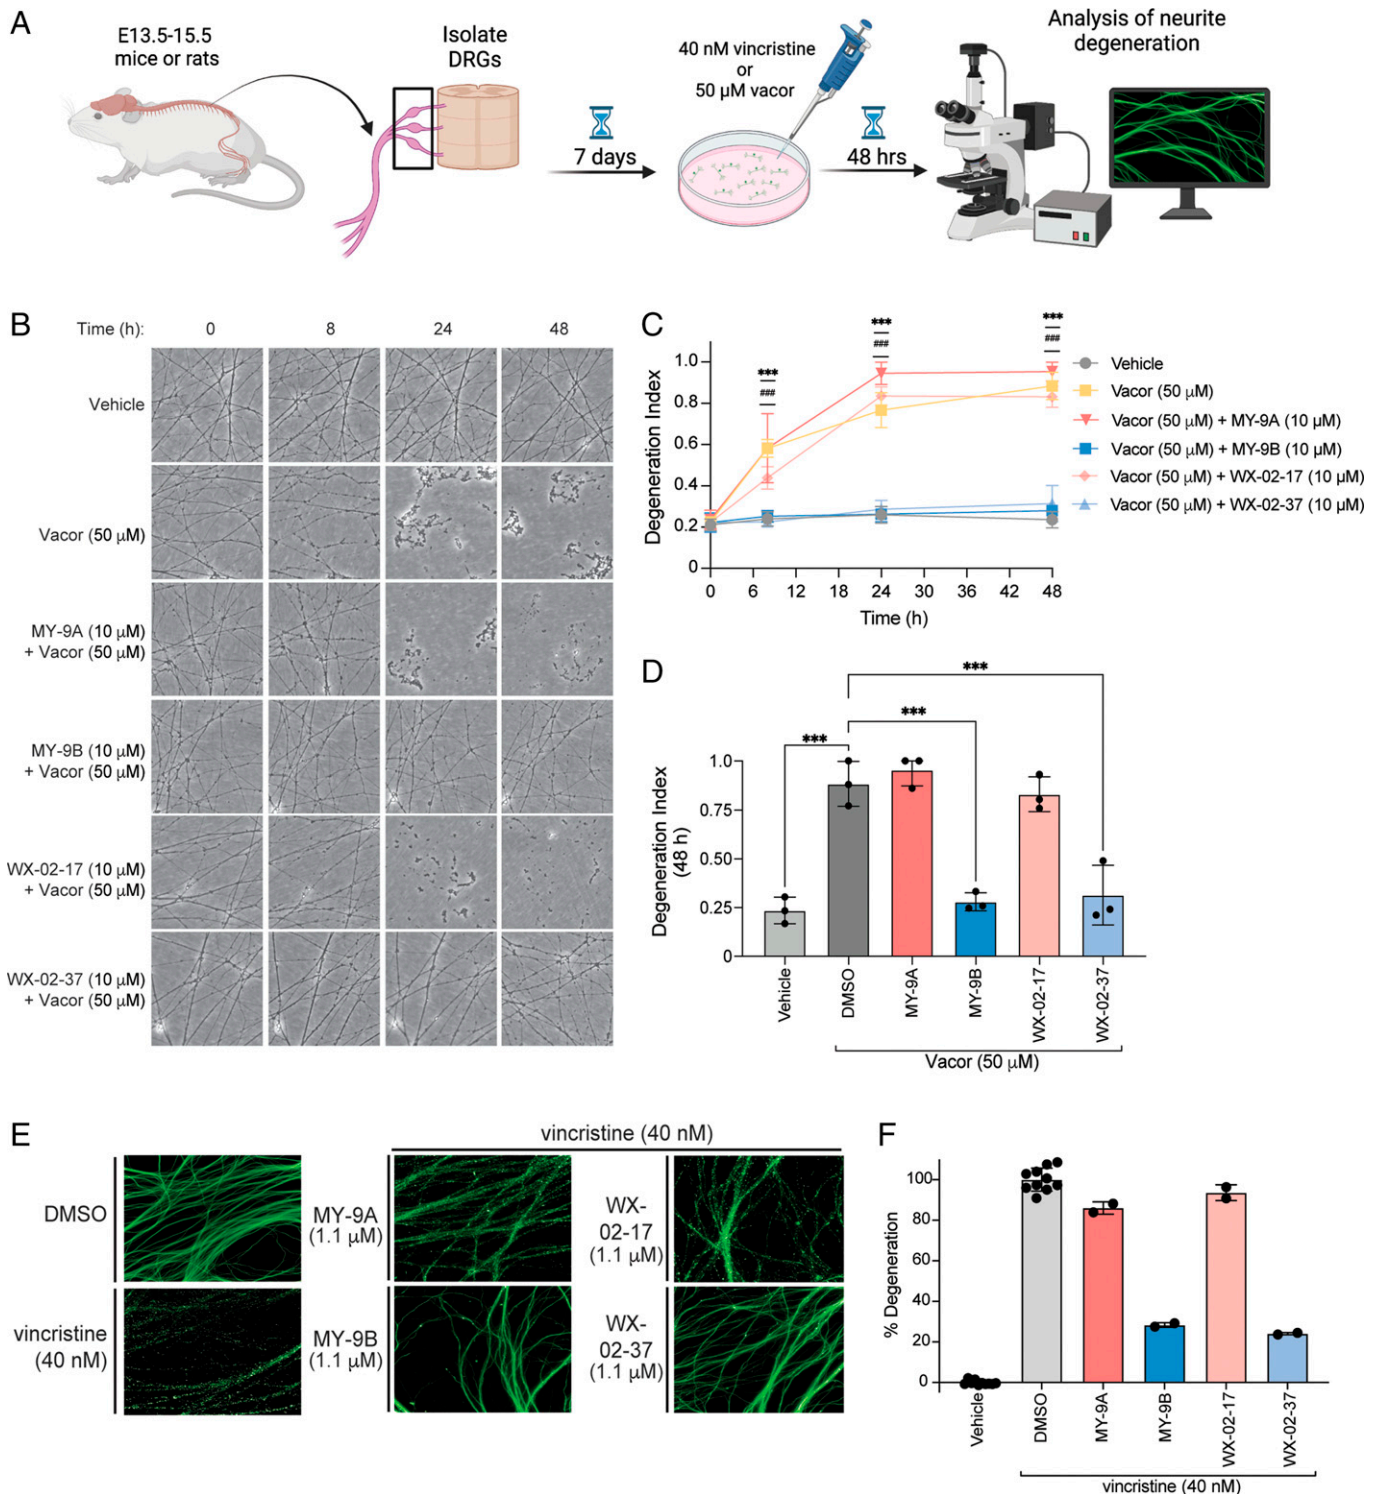 A
E13.5-15.5
mice or rats
Isolate
DRGs
7 days
40 nM vincristine
or
50 µM vacor
48 hrs
Analysis of neurite
degeneration
B
Time (h): 0 8 24 48
Vehicle
Vacor (50 µM)
MY-9A (10 µM)
+ Vacor (50 µM)
MY-9B (10 µM)
+ Vacor (50 µM)
WX-02-17 (10 µM)
+ Vacor (50 µM)
WX-02-37 (10 µM)
+ Vacor (50 µM)
C
*** *** ***
### ### ###
Degeneration Index
1.0
0.8
0.6
0.4
0.2
0
0 6 12 18 24 30 36 42 48
Time (h)
Vehicle
Vacor (50 µM)
Vacor (50 µM) + MY-9A (10 µM)
Vacor (50 µM) + MY-9B (10 µM)
Vacor (50 µM) + WX-02-17 (10 µM)
Vacor (50 µM) + WX-02-37 (10 µM)
D
***
***
***
Degeneration Index
(48 h)
1.0
0.75
0.50
0.25
0
Vehicle
DMSO
MY-9A
MY-9B
WX-02-17
WX-02-37
Vacor (50 µM)
E
vincristine (40 nM)
DMSO
vincristine
(40 nM)
MY-9A
(1.1 µM)
MY-9B
(1.1 µM)
WX-
02-17
(1.1 µM)
WX-
02-37
(1.1 µM)
F
% Degeneration
100
80
60
40
20
0
Vehicle
DMSO
MY-9A
MY-9B
WX-02-17
WX-02-37
vincristine (40 nM)